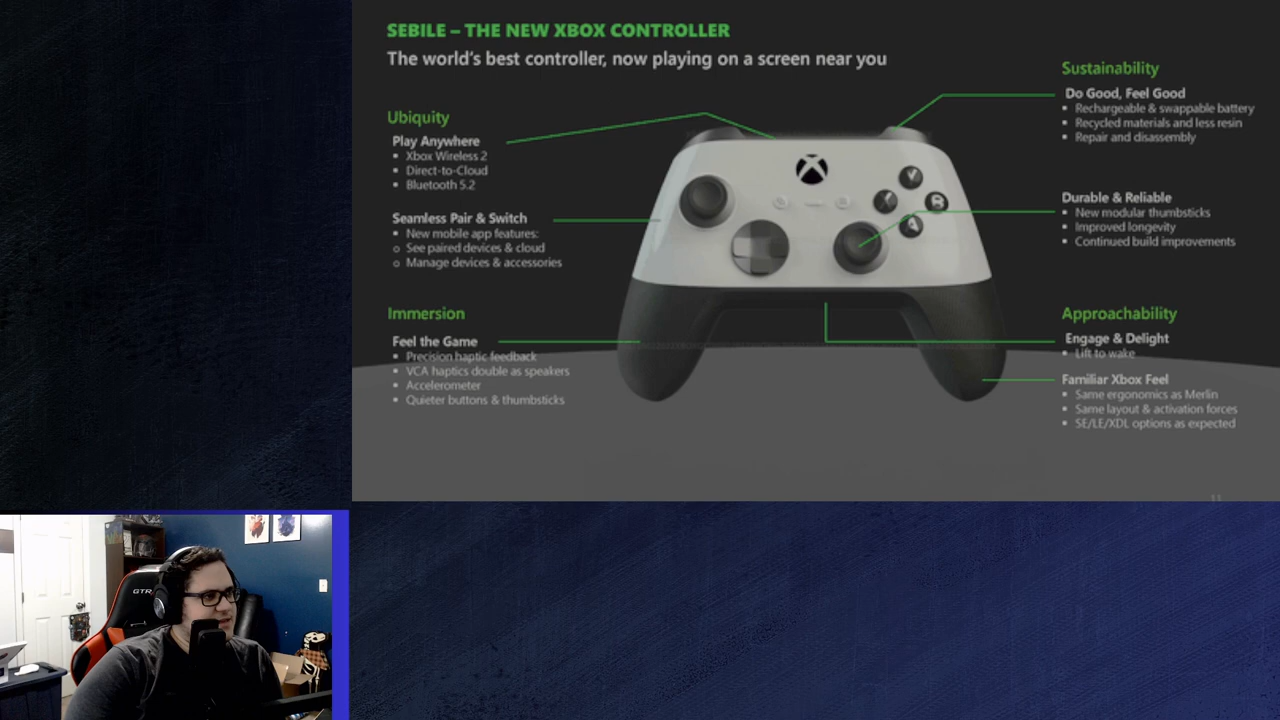 SEBILE – THE NEW XBOX CONTROLLER
The world's best controller, now playing on a screen near you
Ubiquity
Play Anywhere
▪ Xbox Wireless 2
▪ Direct-to-Cloud
▪ Bluetooth 5.2
Seamless Pair & Switch
▪ New mobile app features:
o See paired devices & cloud
o Manage devices & accessories
Immersion
Feel the Game
▪ Precision haptic feedback
▪ VCA haptics double as speakers
▪ Accelerometer
▪ Quieter buttons & thumbsticks
Sustainability
Do Good, Feel Good
▪ Rechargeable & swappable battery
▪ Recycled materials and less resin
▪ Repair and disassembly
Durable & Reliable
▪ New modular thumbsticks
▪ Improved longevity
▪ Continued build improvements
Approachability
Engage & Delight
▪ Lift to wake
Familiar Xbox Feel
▪ Same ergonomics as Merlin
▪ Same layout & activation forces
▪ SE/LE/XDL options as expected
Y
X
B
A
11
GTR